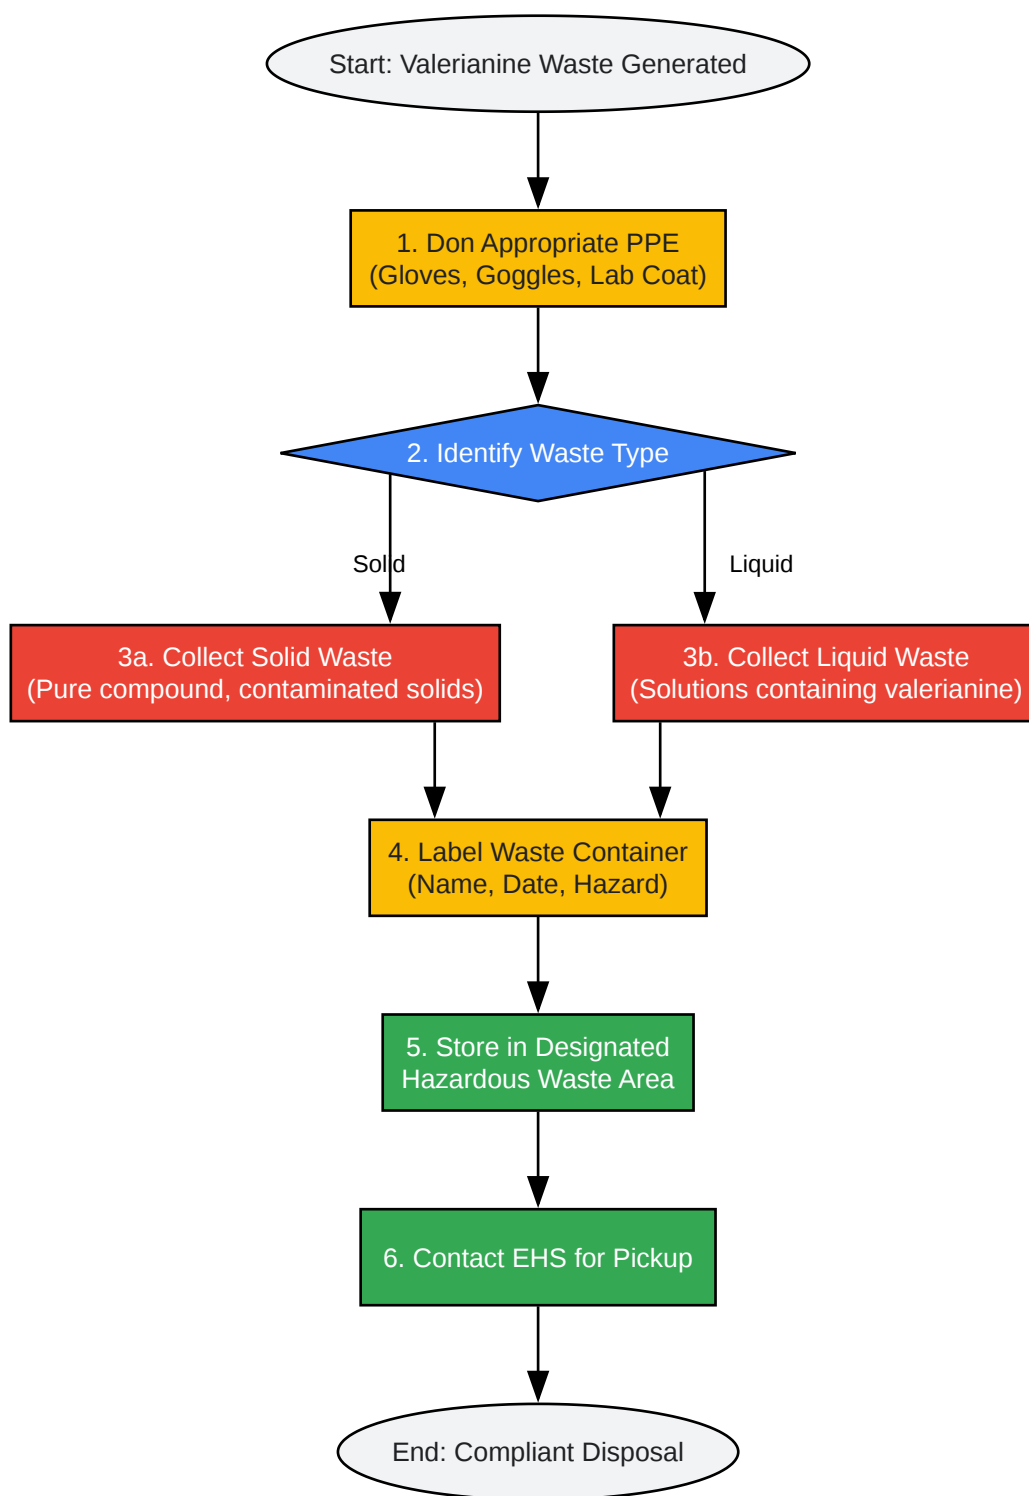 Start: Valerianine Waste Generated
1. Don Appropriate PPE
(Gloves, Goggles, Lab Coat)
2. Identify Waste Type
Solid
Liquid
3a. Collect Solid Waste
(Pure compound, contaminated solids)
3b. Collect Liquid Waste
(Solutions containing valerianine)
4. Label Waste Container
(Name, Date, Hazard)
5. Store in Designated
Hazardous Waste Area
6. Contact EHS for Pickup
End: Compliant Disposal